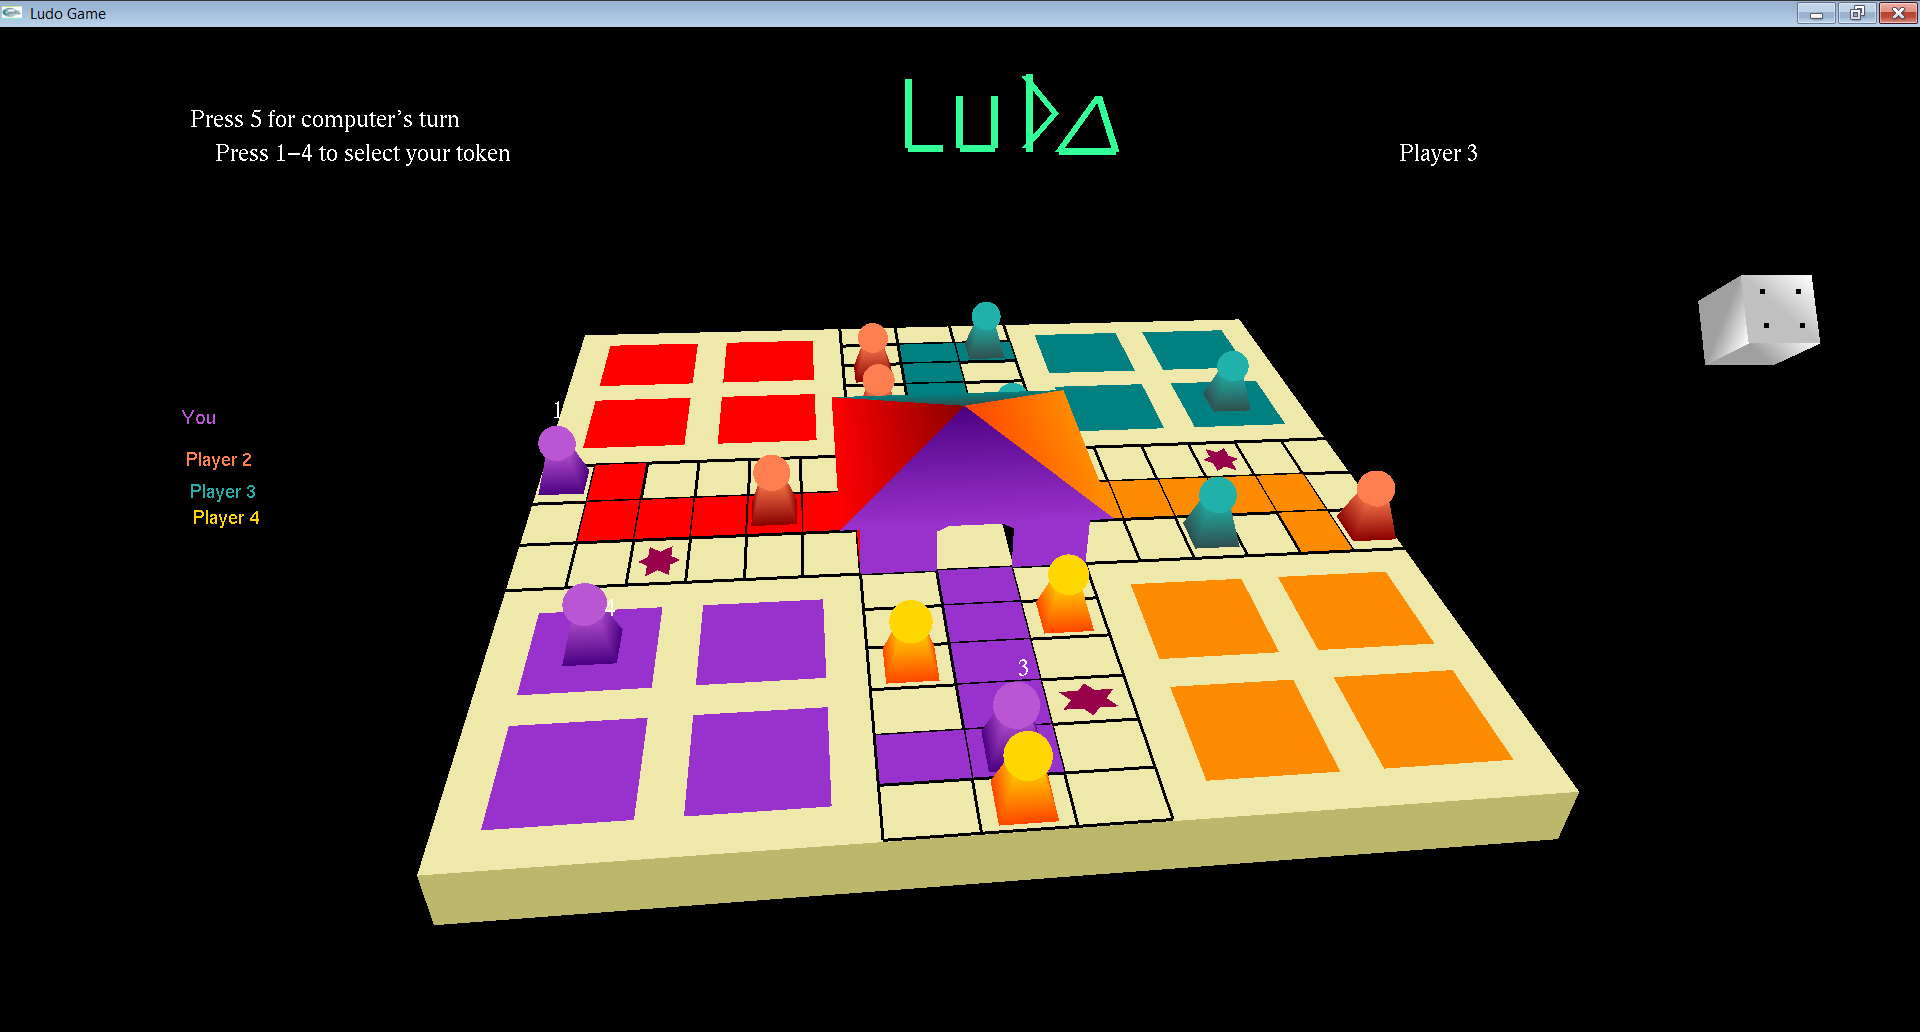 Ludo Game
LUDO
Press 5 for computer's turn
Press 1-4 to select your token
Player 3
1
You
Player 2
Player 3
Player 4
4
3